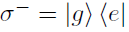 σ⁻ = |g⟩ ⟨e|